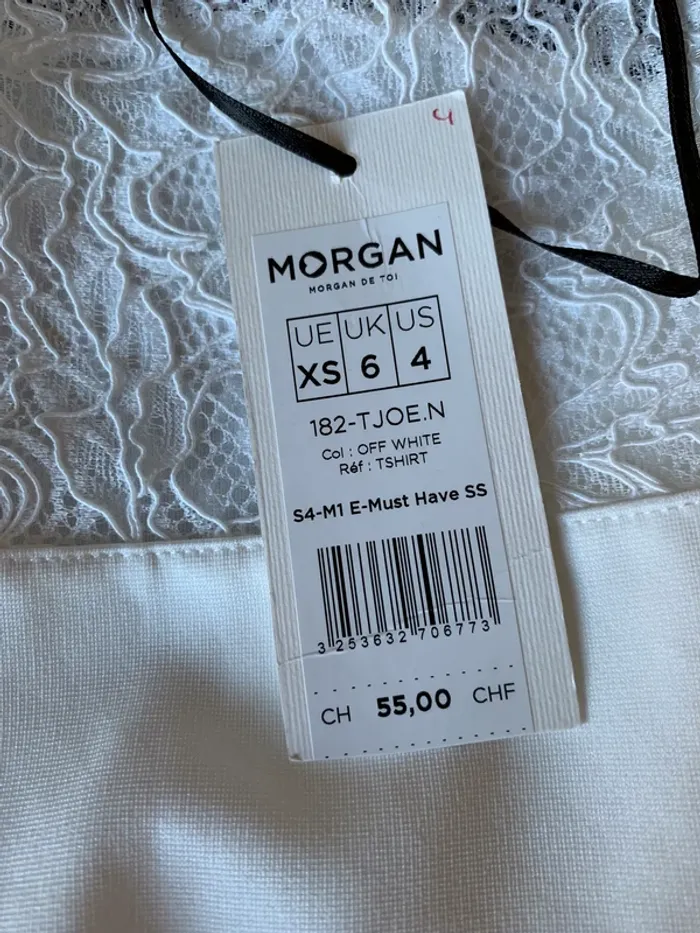 MORGAN
MORGAN DE TOI
UE UK US
XS 6 4
182-TJOE.N
Col : OFF WHITE
Réf : TSHIRT
S4-M1 E-Must Have SS
3 253632 706773
CH 55,00 CHF